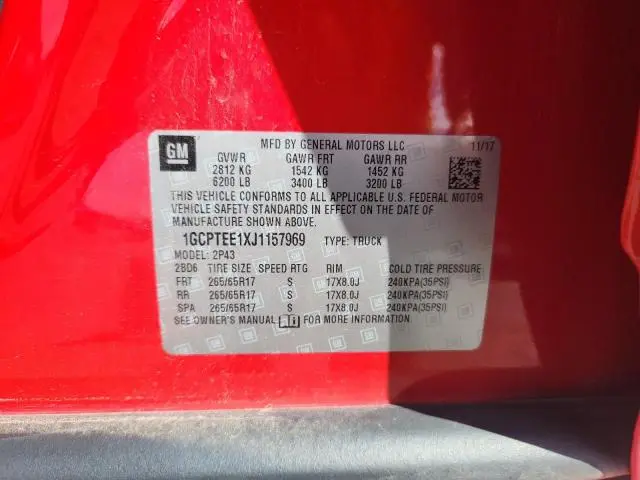 GM
MFD BY GENERAL MOTORS LLC 11/17
GVWR GAWR FRT GAWR RR
2812 KG 1542 KG 1452 KG
6200 LB 3400 LB 3200 LB
THIS VEHICLE CONFORMS TO ALL APPLICABLE U.S. FEDERAL MOTOR
VEHICLE SAFETY STANDARDS IN EFFECT ON THE DATE OF
MANUFACTURE SHOWN ABOVE.
1GCPTEE1XJ1157969 TYPE: TRUCK
MODEL: 2P43
2BD6 TIRE SIZE SPEED RTG RIM COLD TIRE PRESSURE
FRT 265/65R17 S 17X8.0J 240KPA(35PSI)
RR 265/65R17 S 17X8.0J 240KPA(35PSI)
SPA 265/65R17 S 17X8.0J 240KPA(35PSI)
SEE OWNER'S MANUAL FOR MORE INFORMATION